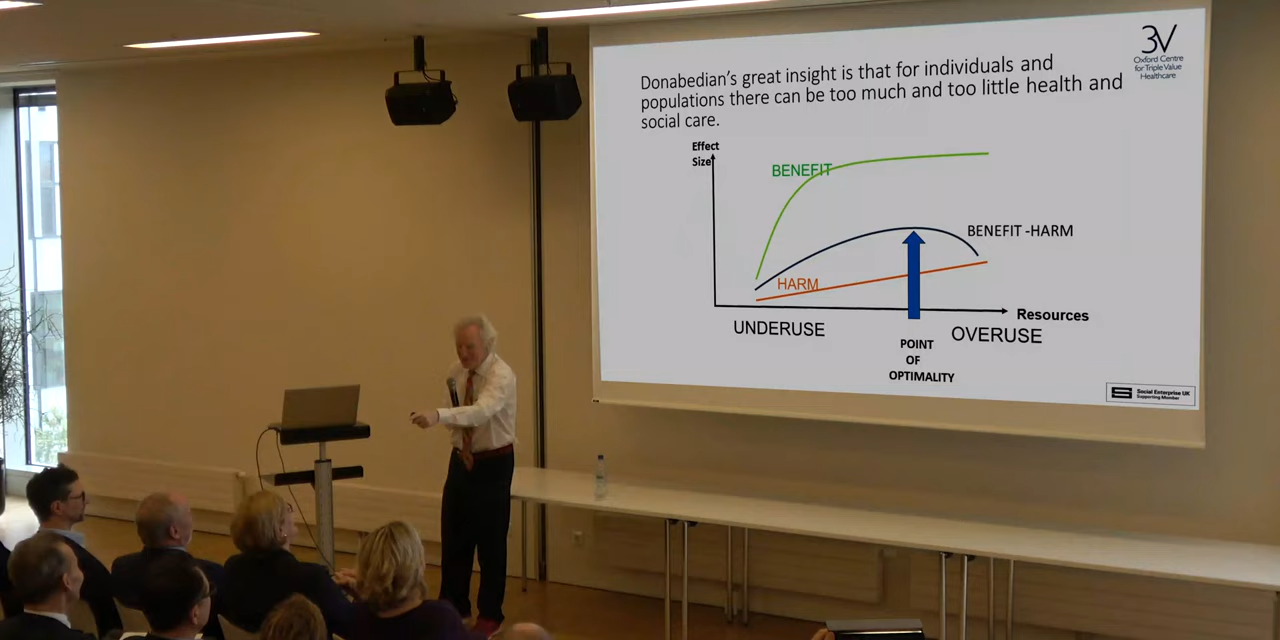 3V
Oxford Centre
for Triple Value
Healthcare
Donabedian's great insight is that for individuals and
populations there can be too much and too little health and
social care.
Effect
Size
BENEFIT
BENEFIT -HARM
HARM
Resources
UNDERUSE
OVERUSE
POINT
OF
OPTIMALITY
Social Enterprise UK
Supporting Member